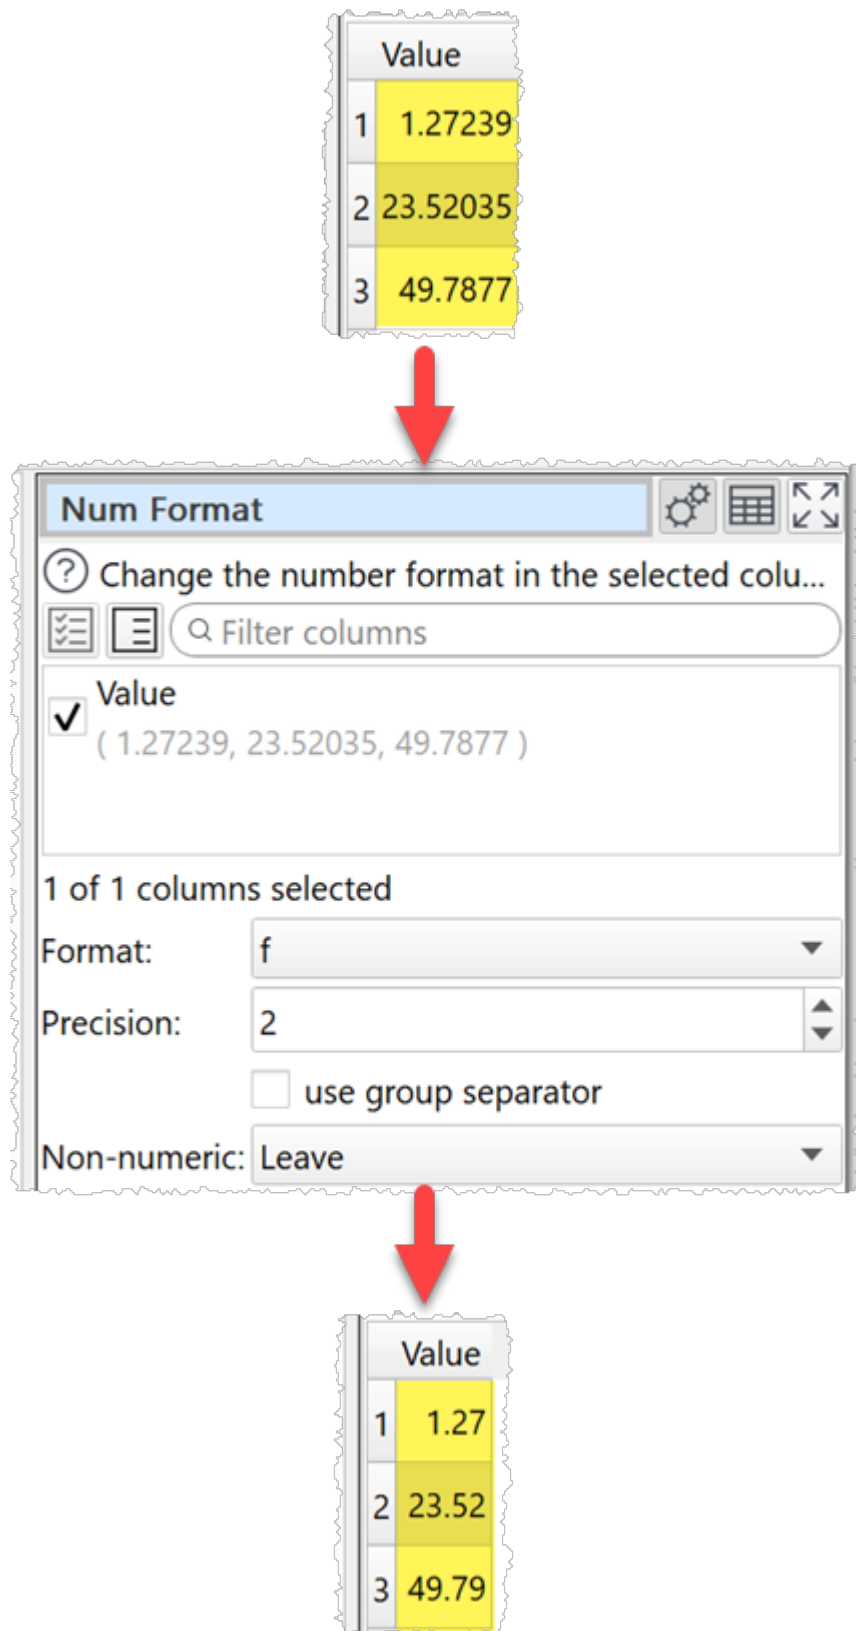 Value
1 1.27239
2 23.52035
3 49.7877
Num Format
? Change the number format in the selected colu...
Filter columns
Value
( 1.27239, 23.52035, 49.7877 )
1 of 1 columns selected
Format: f
Precision: 2
use group separator
Non-numeric: Leave
Value
1 1.27
2 23.52
3 49.79